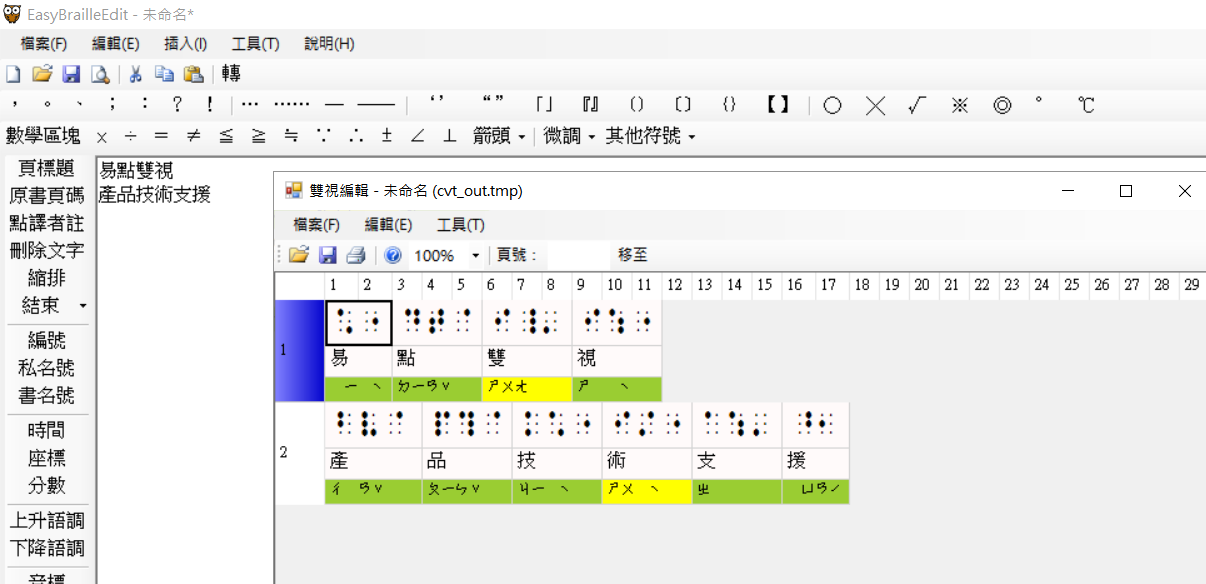 EasyBrailleEdit - 未命名*
檔案(F) 編輯(E) 插入(I) 工具(T) 說明(H)
轉
， 。 、 ； ： ？ ！ … …… — —— ‘’ “” 「」 『』 () 〔〕 {} 【】 ○ ╳ √ ※ ◎ ° ℃
數學區塊 × ÷ = ≠ ≦ ≧ ≒ ∵ ∴ ± ∠ ⊥ 箭頭 微調 其他符號
頁標題
原書頁碼
點譯者註
刪除文字
縮排
結束
編號
私名號
書名號
時間
座標
分數
上升語調
下降語調
音標
易點雙視
產品技術支援
雙視編輯 - 未命名 (cvt_out.tmp)
檔案(F) 編輯(E) 工具(T)
100% 頁號： 移至
1 2 3 4 5 6 7 8 9 10 11 12 13 14 15 16 17 18 19 20 21 22 23 24 25 26 27 28 29
1
易 點 雙 視
ㄧˋ ㄉㄧㄢˇ ㄕㄨㄤ ㄕˋ
2
產 品 技 術 支 援
ㄔㄢˇ ㄆㄧㄣˇ ㄐㄧˋ ㄕㄨˋ ㄓ ㄩㄢˊ